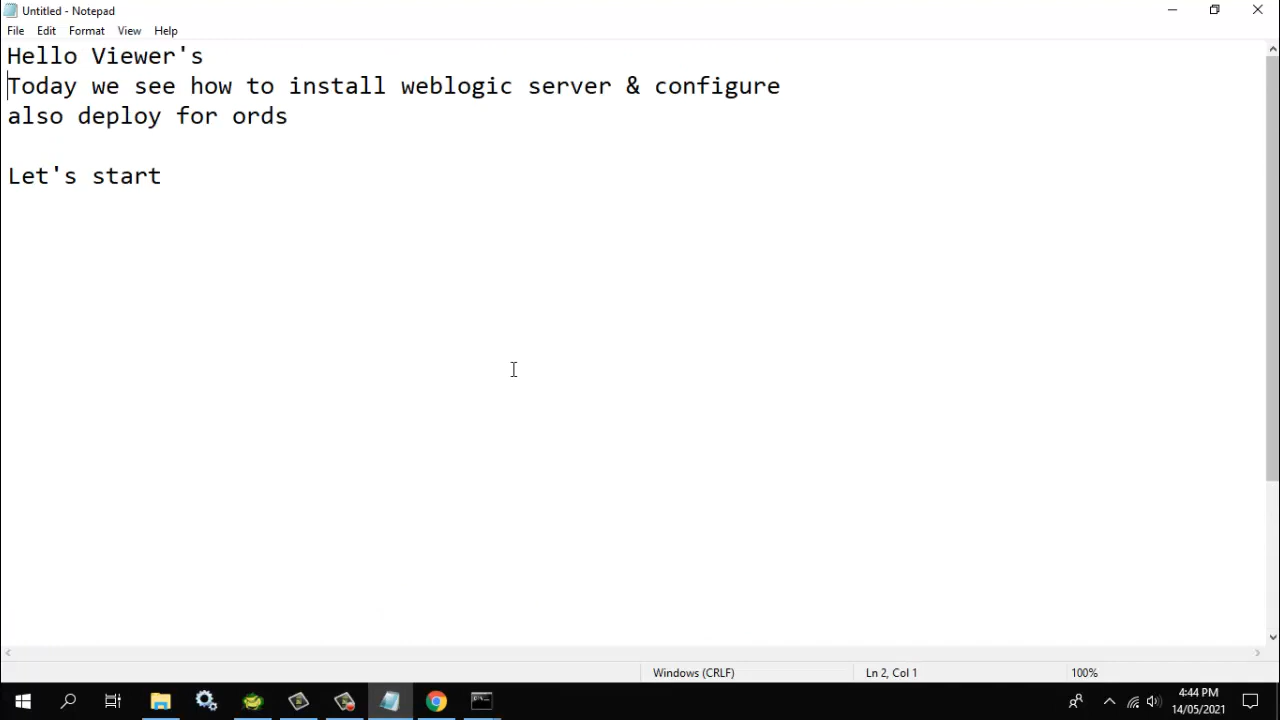 Untitled - Notepad
File Edit Format View Help
Hello Viewer's
Today we see how to install weblogic server & configure
also deploy for ords
Let's start
Windows (CRLF) Ln 2, Col 1 100%
4:44 PM
14/05/2021